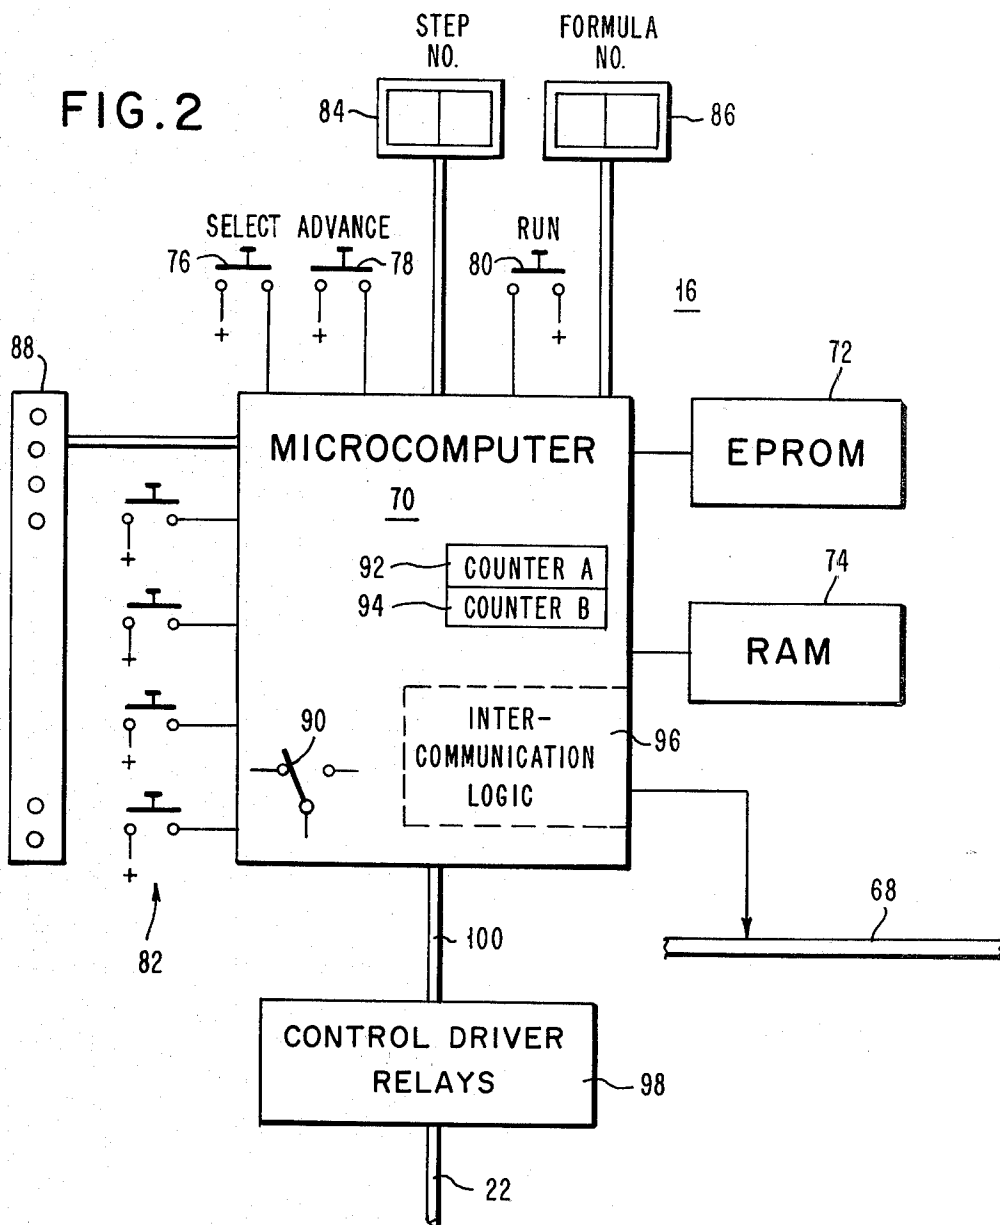 STEP
NO.
FORMULA
NO.
FIG. 2
84
86
SELECT ADVANCE
RUN
76
78
80
+
+
+
16
88
72
MICROCOMPUTER
EPROM
70
92
COUNTER A
94
COUNTER B
+
74
RAM
+
+
INTER-
COMMUNICATION
LOGIC
96
90
+
82
68
100
CONTROL DRIVER
RELAYS
98
22